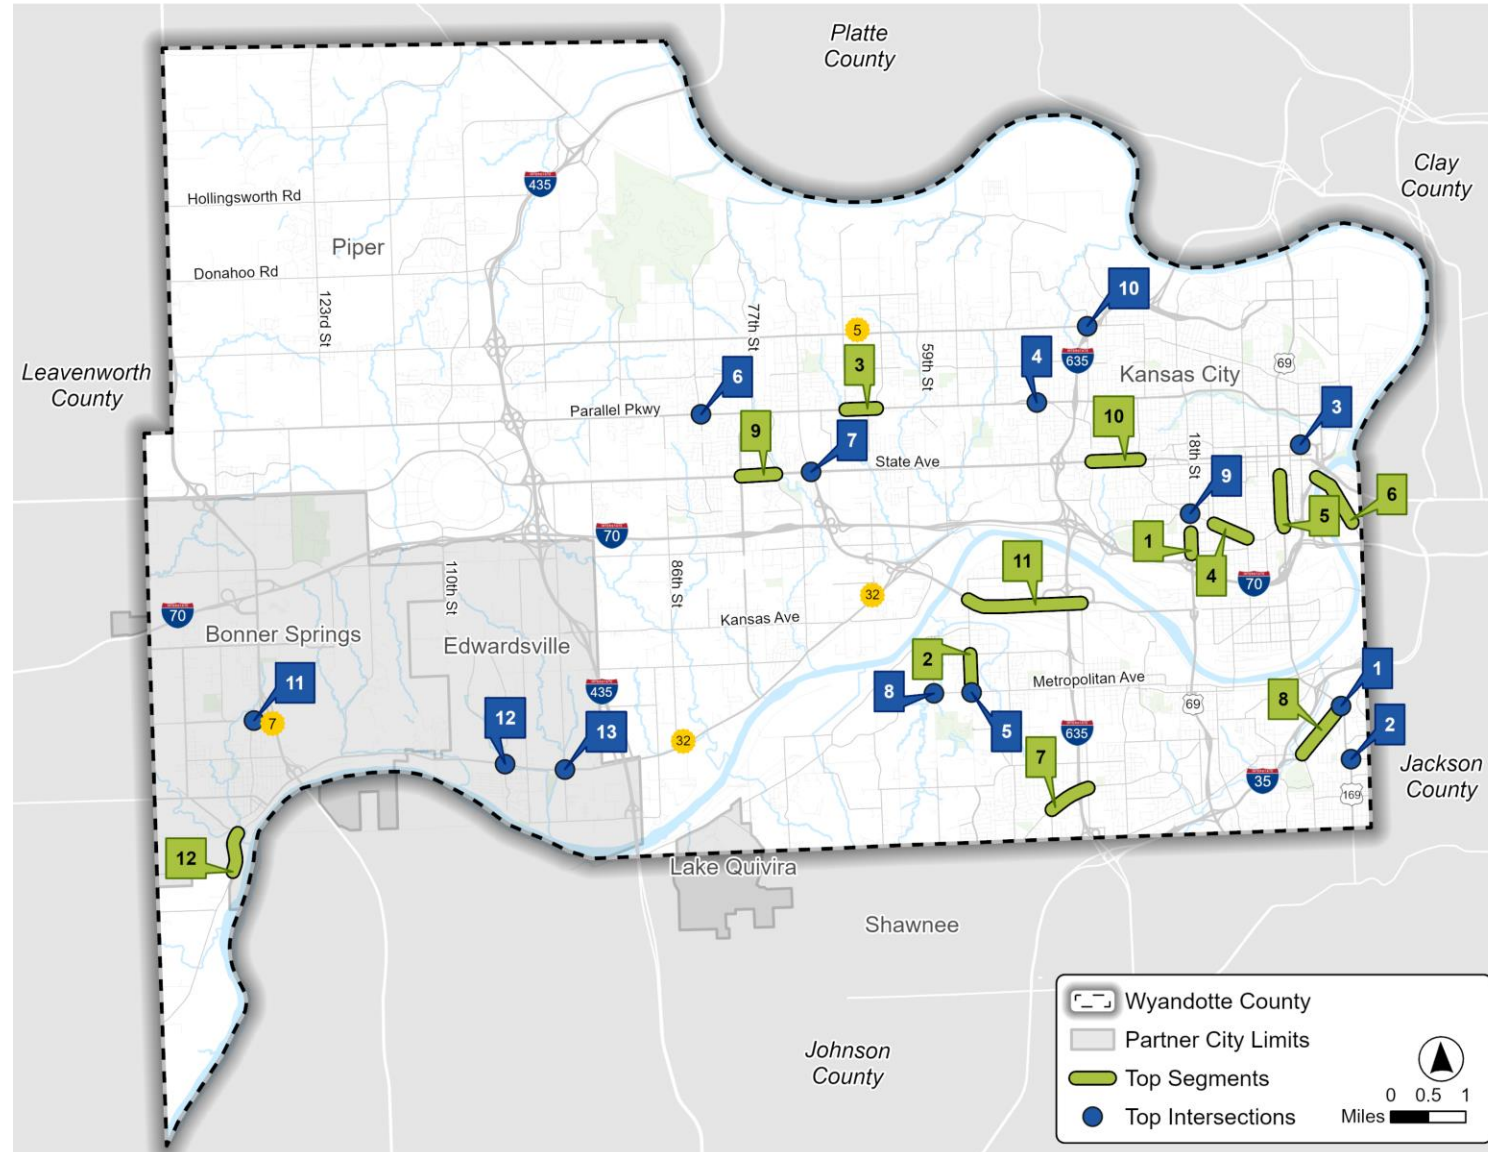 Platte
County
Clay
County
435
Hollingsworth Rd
Piper
Donahoo Rd
123rd St
77th St
5
59th St
10
635
Kansas City
69
Leavenworth
County
6
3
4
Parallel Pkwy
9
7
State Ave
10
18th St
3
9
6
5
1
4
70
70
110th St
86th St
11
32
Kansas Ave
70
Bonner Springs
Edwardsville
2
8
5
Metropolitan Ave
69
1
8
2
11
7
12
435
13
32
635
7
35
169
Jackson
County
12
Lake Quivira
Shawnee
Johnson
County
Wyandotte County
Partner City Limits
Top Segments
Top Intersections
0 0.5 1
Miles